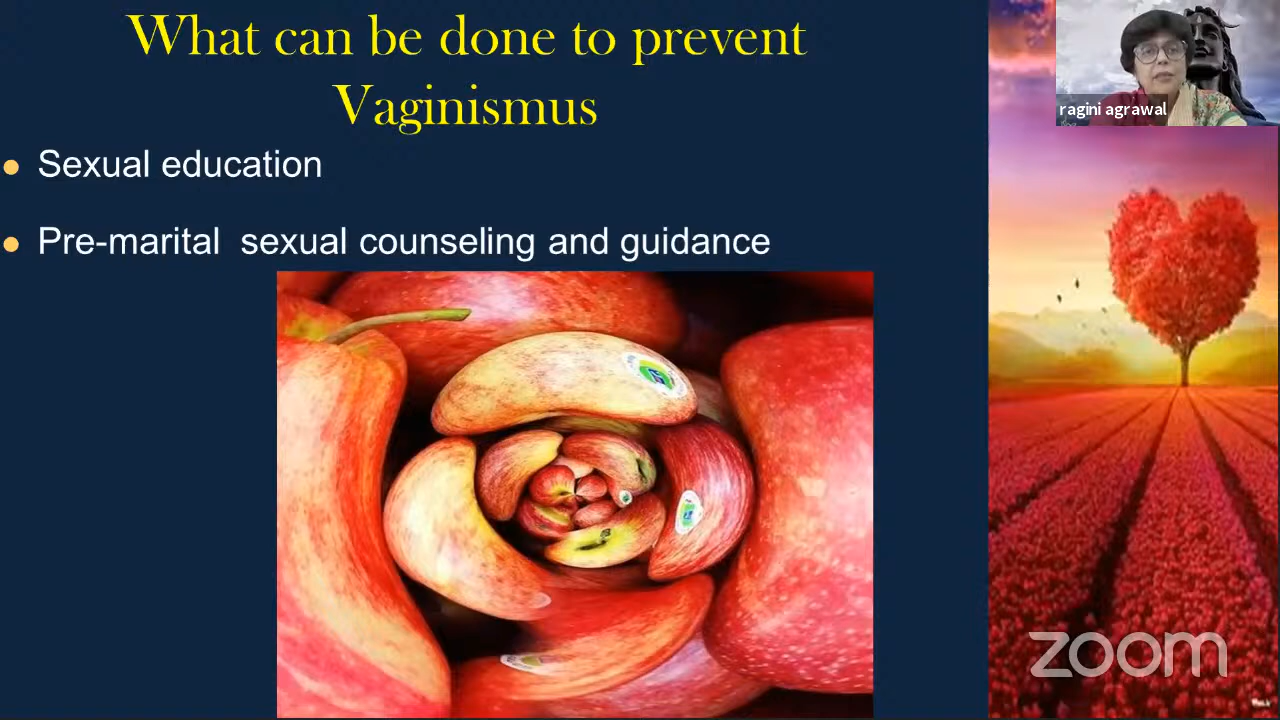 What can be done to prevent
Vaginismus
Sexual education
Pre-marital sexual counseling and guidance
ragini agrawal
zoom